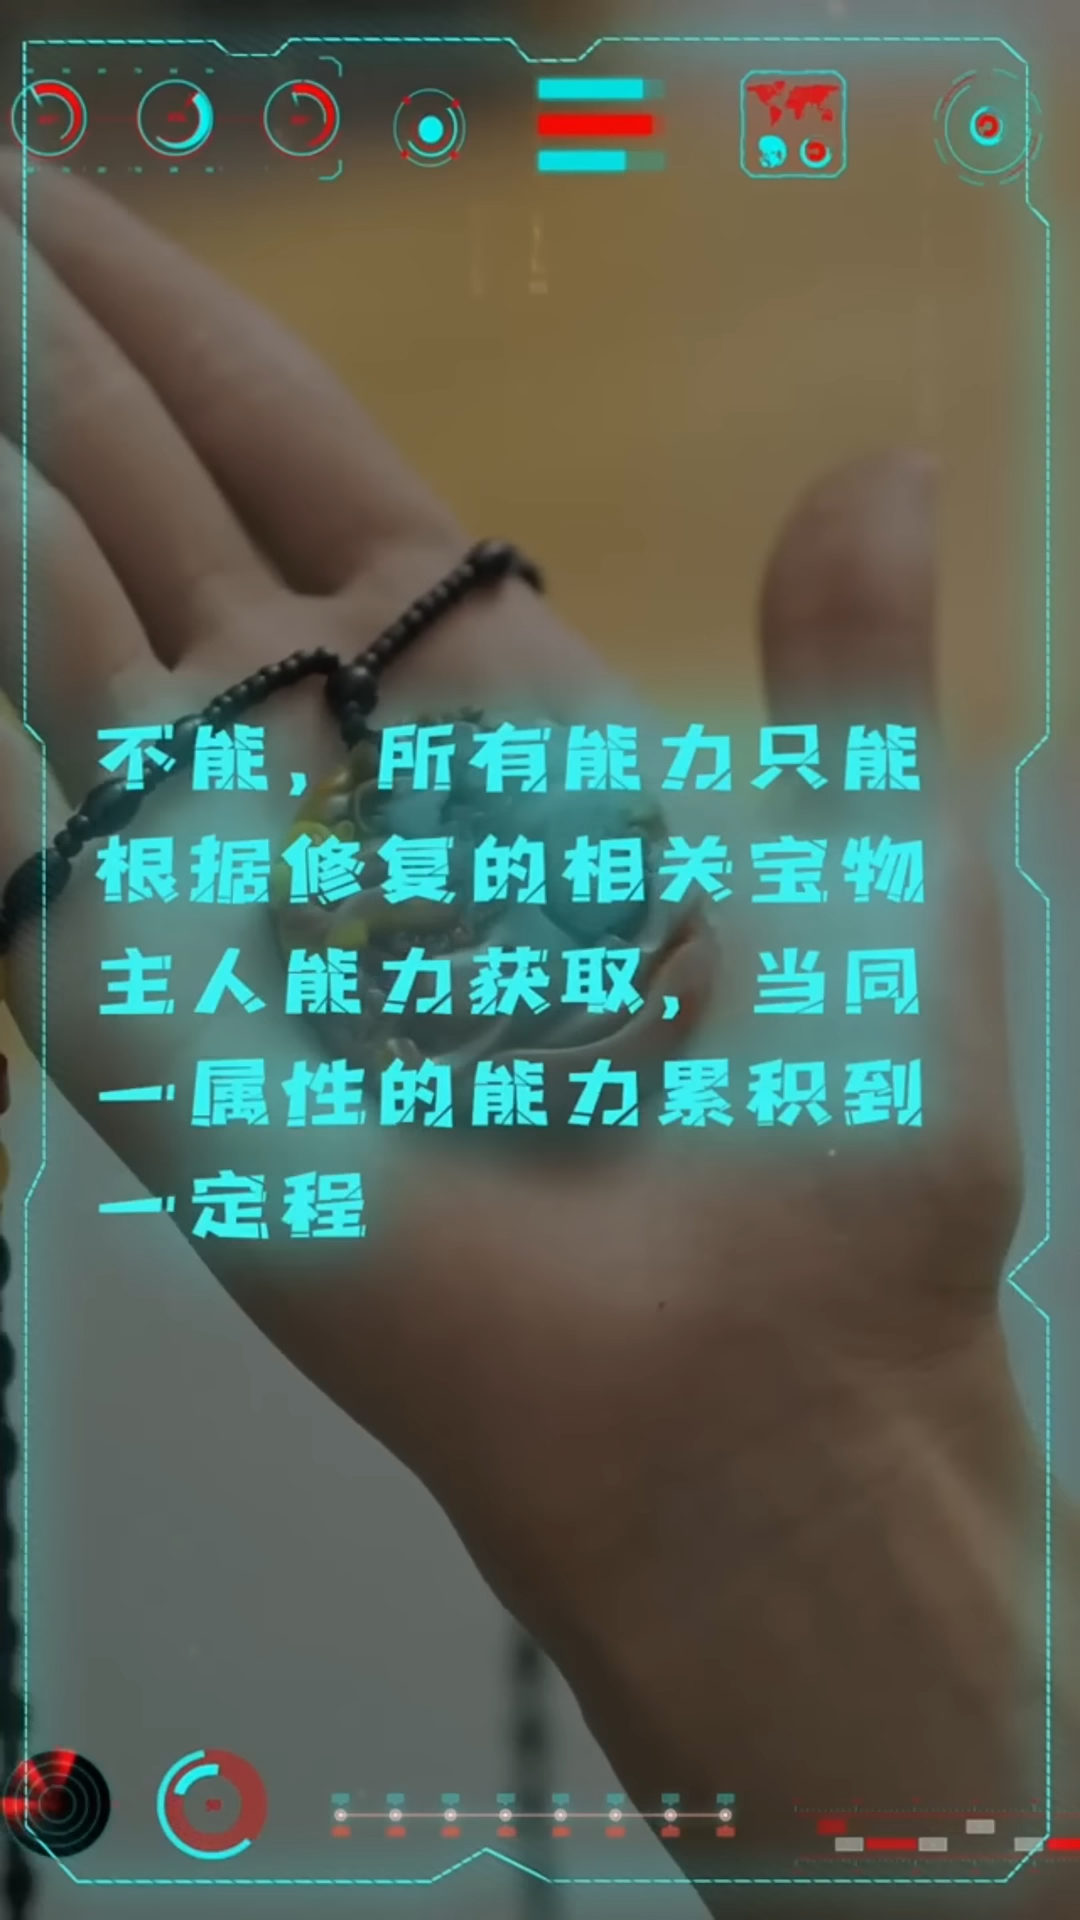 不能，所有能力只能
根据修复的相关宝物
主人能力获取，当同
一属性的能力累积到
一定程